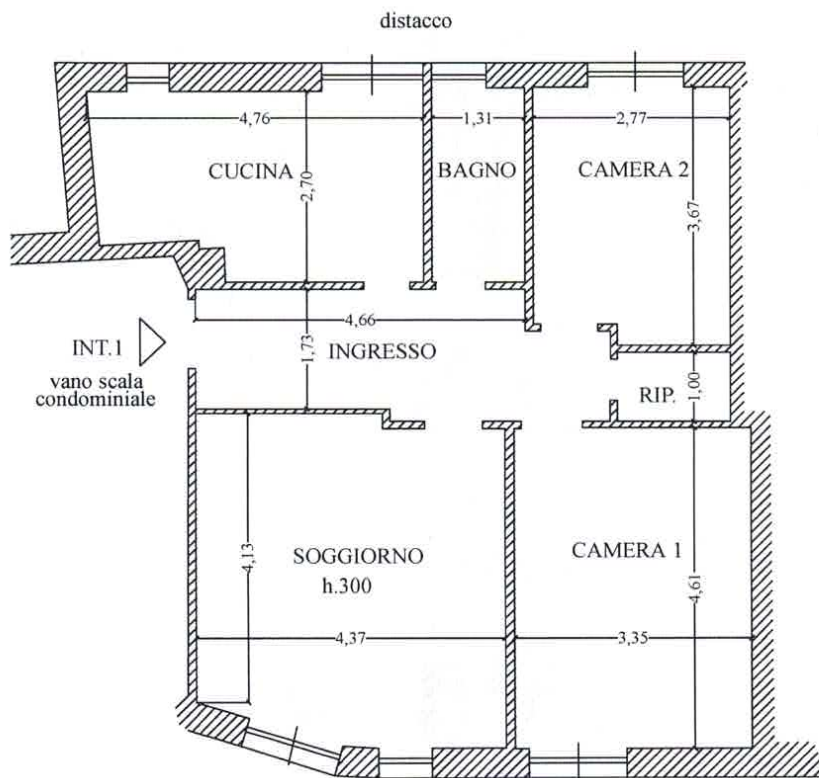 distacco
4,76
1,31
2,77
CUCINA
BAGNO
CAMERA 2
2,70
3,67
4,66
INT.1
INGRESSO
1,73
vano scala
condominiale
RIP.
1,00
4,13
SOGGIORNO
h.300
CAMERA 1
4,61
4,37
3,35